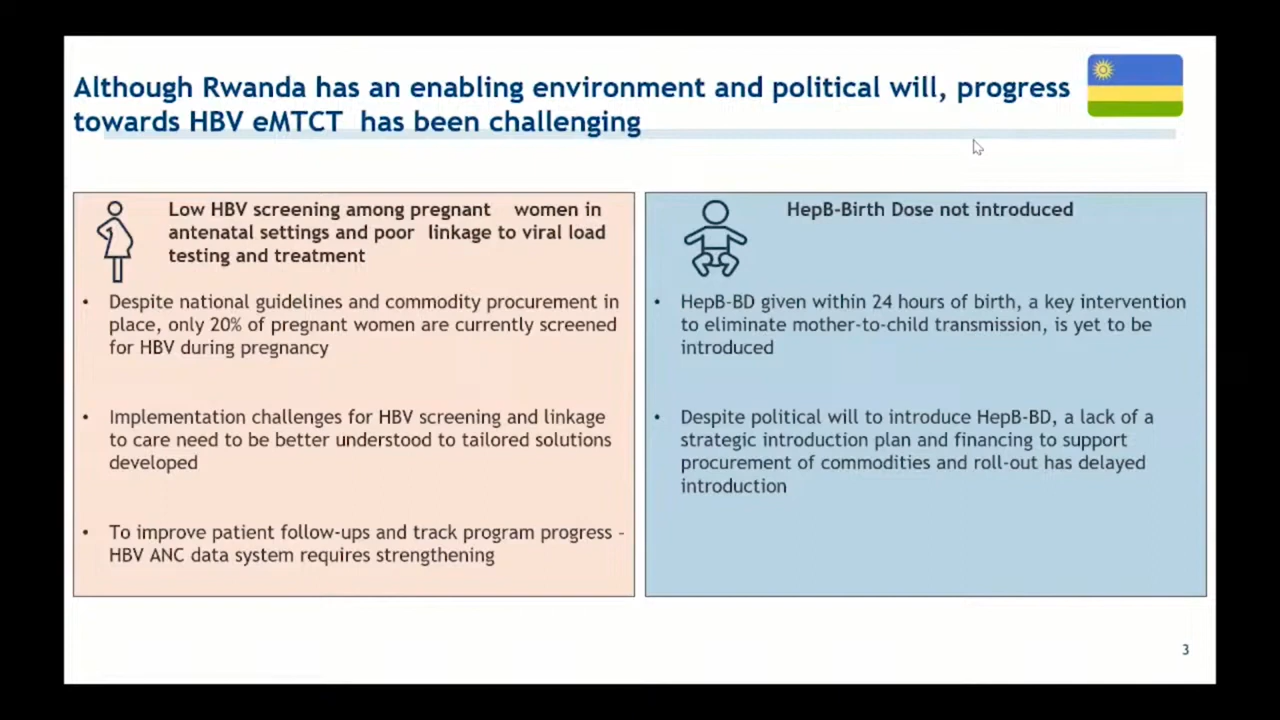 Although Rwanda has an enabling environment and political will, progress
towards HBV eMTCT has been challenging
Low HBV screening among pregnant women in
antenatal settings and poor linkage to viral load
testing and treatment
• Despite national guidelines and commodity procurement in
place, only 20% of pregnant women are currently screened
for HBV during pregnancy
• Implementation challenges for HBV screening and linkage
to care need to be better understood to tailored solutions
developed
• To improve patient follow-ups and track program progress -
HBV ANC data system requires strengthening
HepB-Birth Dose not introduced
• HepB-BD given within 24 hours of birth, a key intervention
to eliminate mother-to-child transmission, is yet to be
introduced
• Despite political will to introduce HepB-BD, a lack of a
strategic introduction plan and financing to support
procurement of commodities and roll-out has delayed
introduction
3